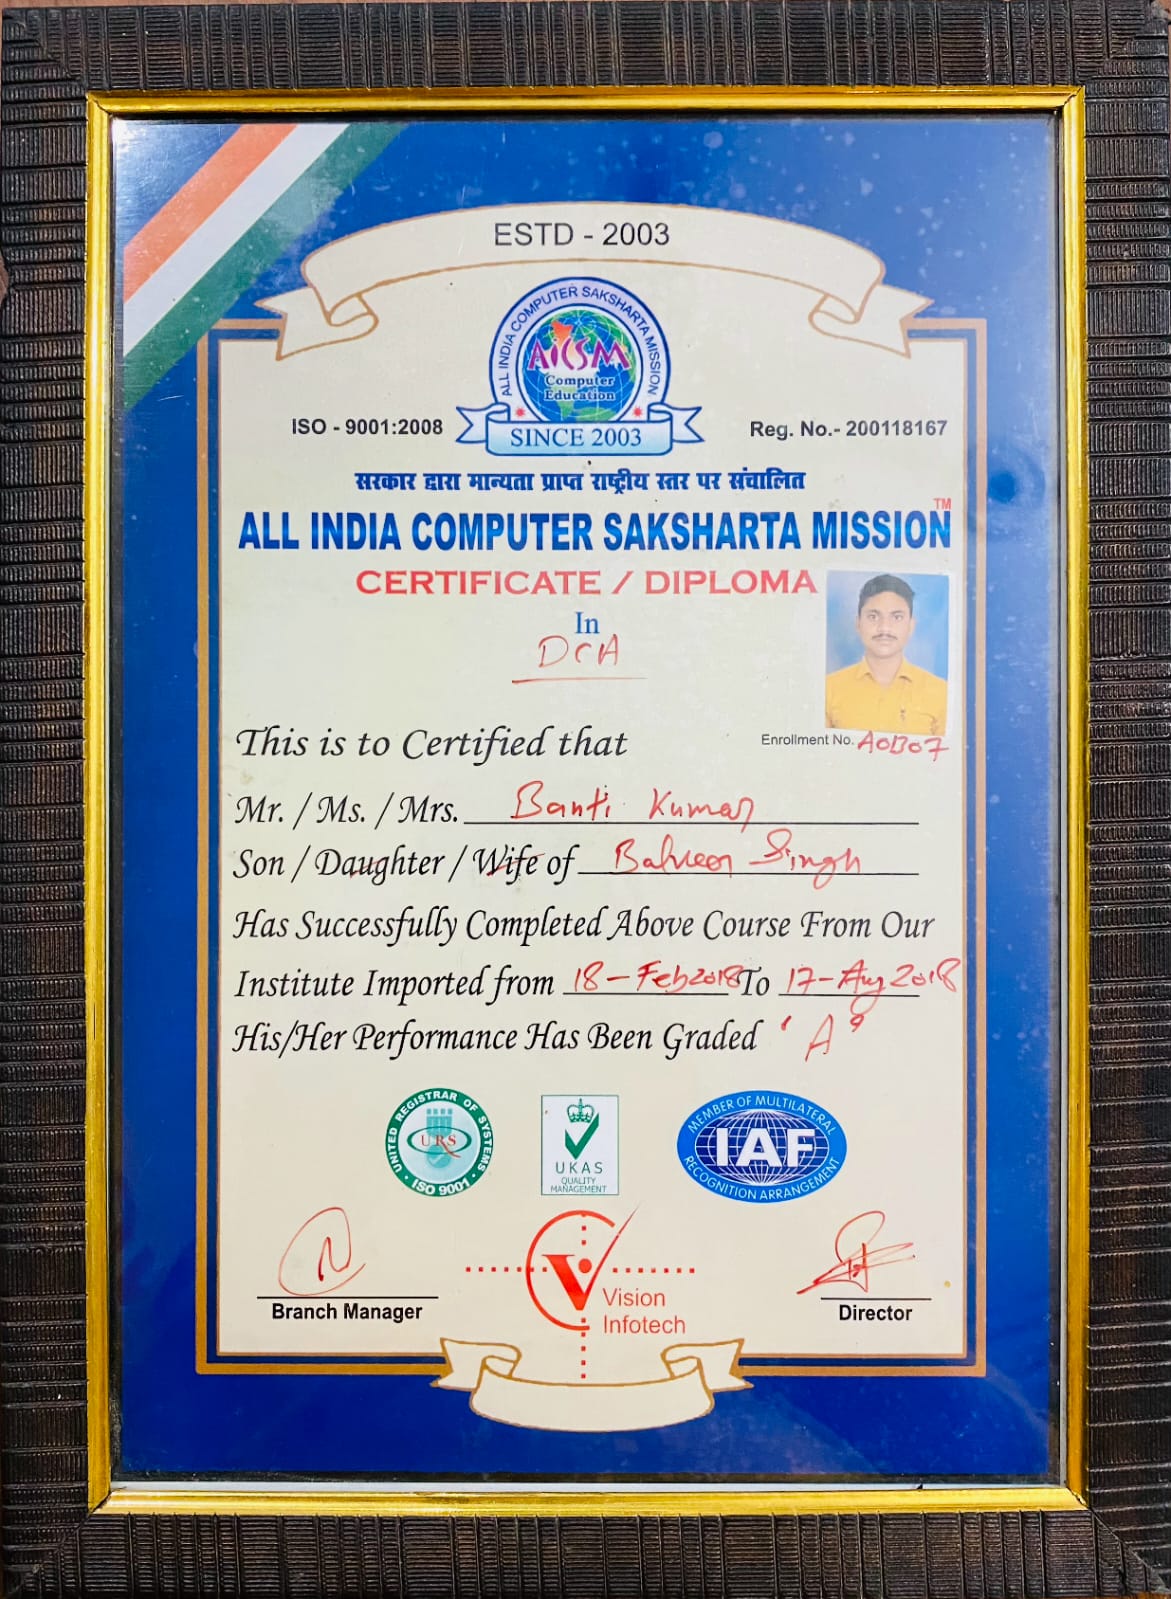 ESTD - 2003
ALL INDIA COMPUTER SAKSHARTA MISSION
AICSM
Computer
Education
SINCE 2003
ISO - 9001:2008
Reg. No.- 200118167
सरकार द्वारा मान्यता प्राप्त राष्ट्रीय स्तर पर संचालित
ALL INDIA COMPUTER SAKSHARTA MISSION TM
CERTIFICATE / DIPLOMA
In
DCA
Enrollment No. A0B07
This is to Certified that
Mr. / Ms. / Mrs. Banti Kumar
Son / Daughter / Wife of Balveer Singh
Has Successfully Completed Above Course From Our
Institute Imported from 18-Feb2018 To 17-Aug 2018
His/Her Performance Has Been Graded 'A'
UNITED REGISTRAR OF SYSTEMS
URS
ISO 9001
UKAS
QUALITY
MANAGEMENT
MEMBER OF MULTILATERAL
IAF
RECOGNITION ARRANGEMENT
Vision
Infotech
Branch Manager
Director